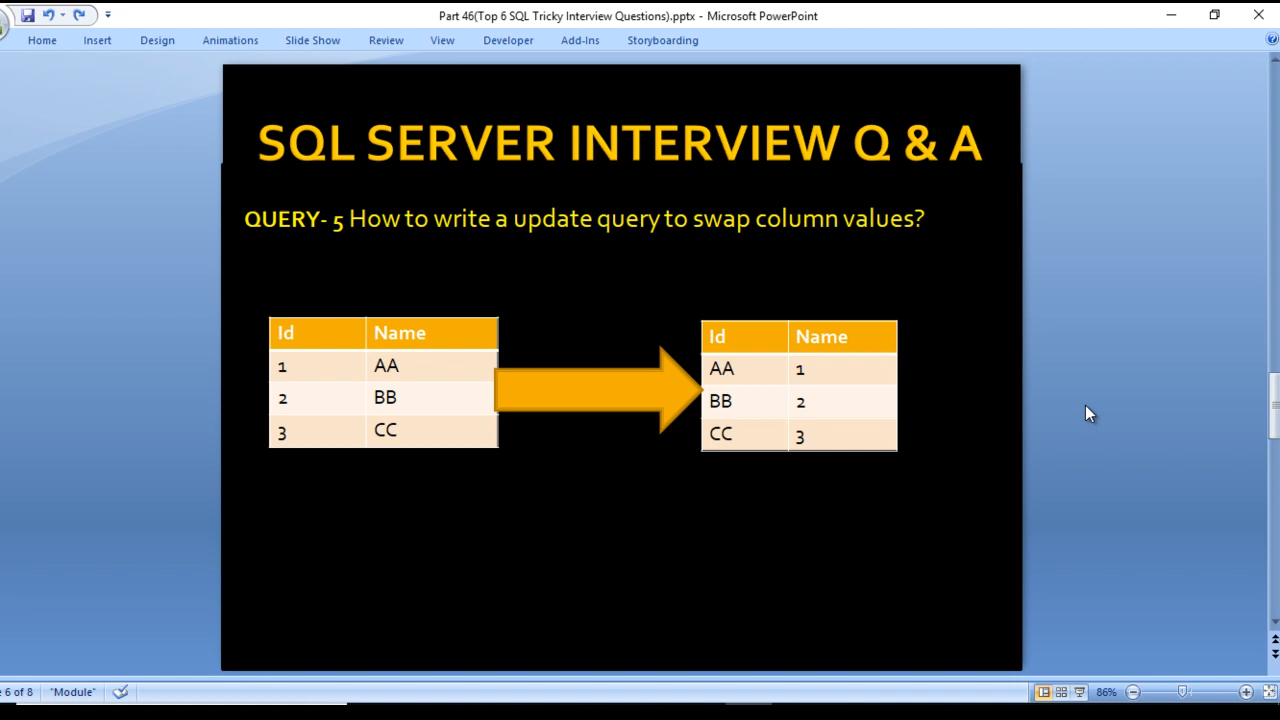 Part 46(Top 6 SQL Tricky Interview Questions).pptx - Microsoft PowerPoint
Home Insert Design Animations Slide Show Review View Developer Add-Ins Storyboarding
SQL SERVER INTERVIEW Q & A
QUERY- 5 How to write a update query to swap column values?
Id Name
1 AA
2 BB
3 CC
Id Name
AA 1
BB 2
CC 3
6 of 8 "Module" 86%